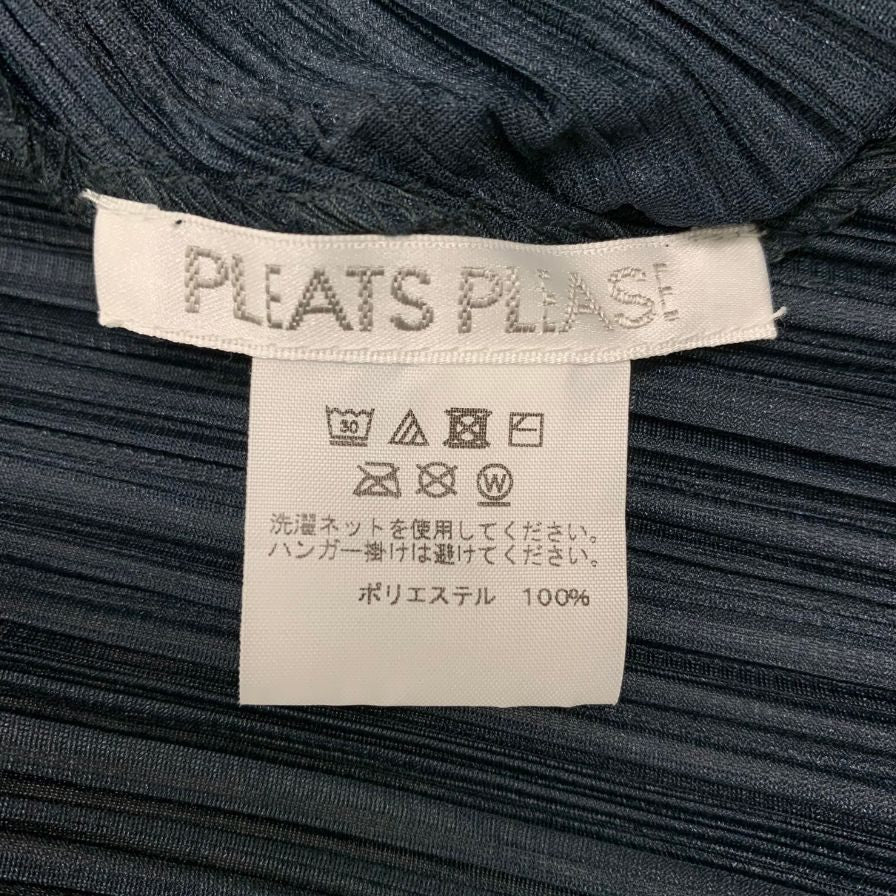 PLEATS PLEASE
30
W
洗濯ネットを使用してください。
ハンガー掛けは避けてください。
ポリエステル 100%